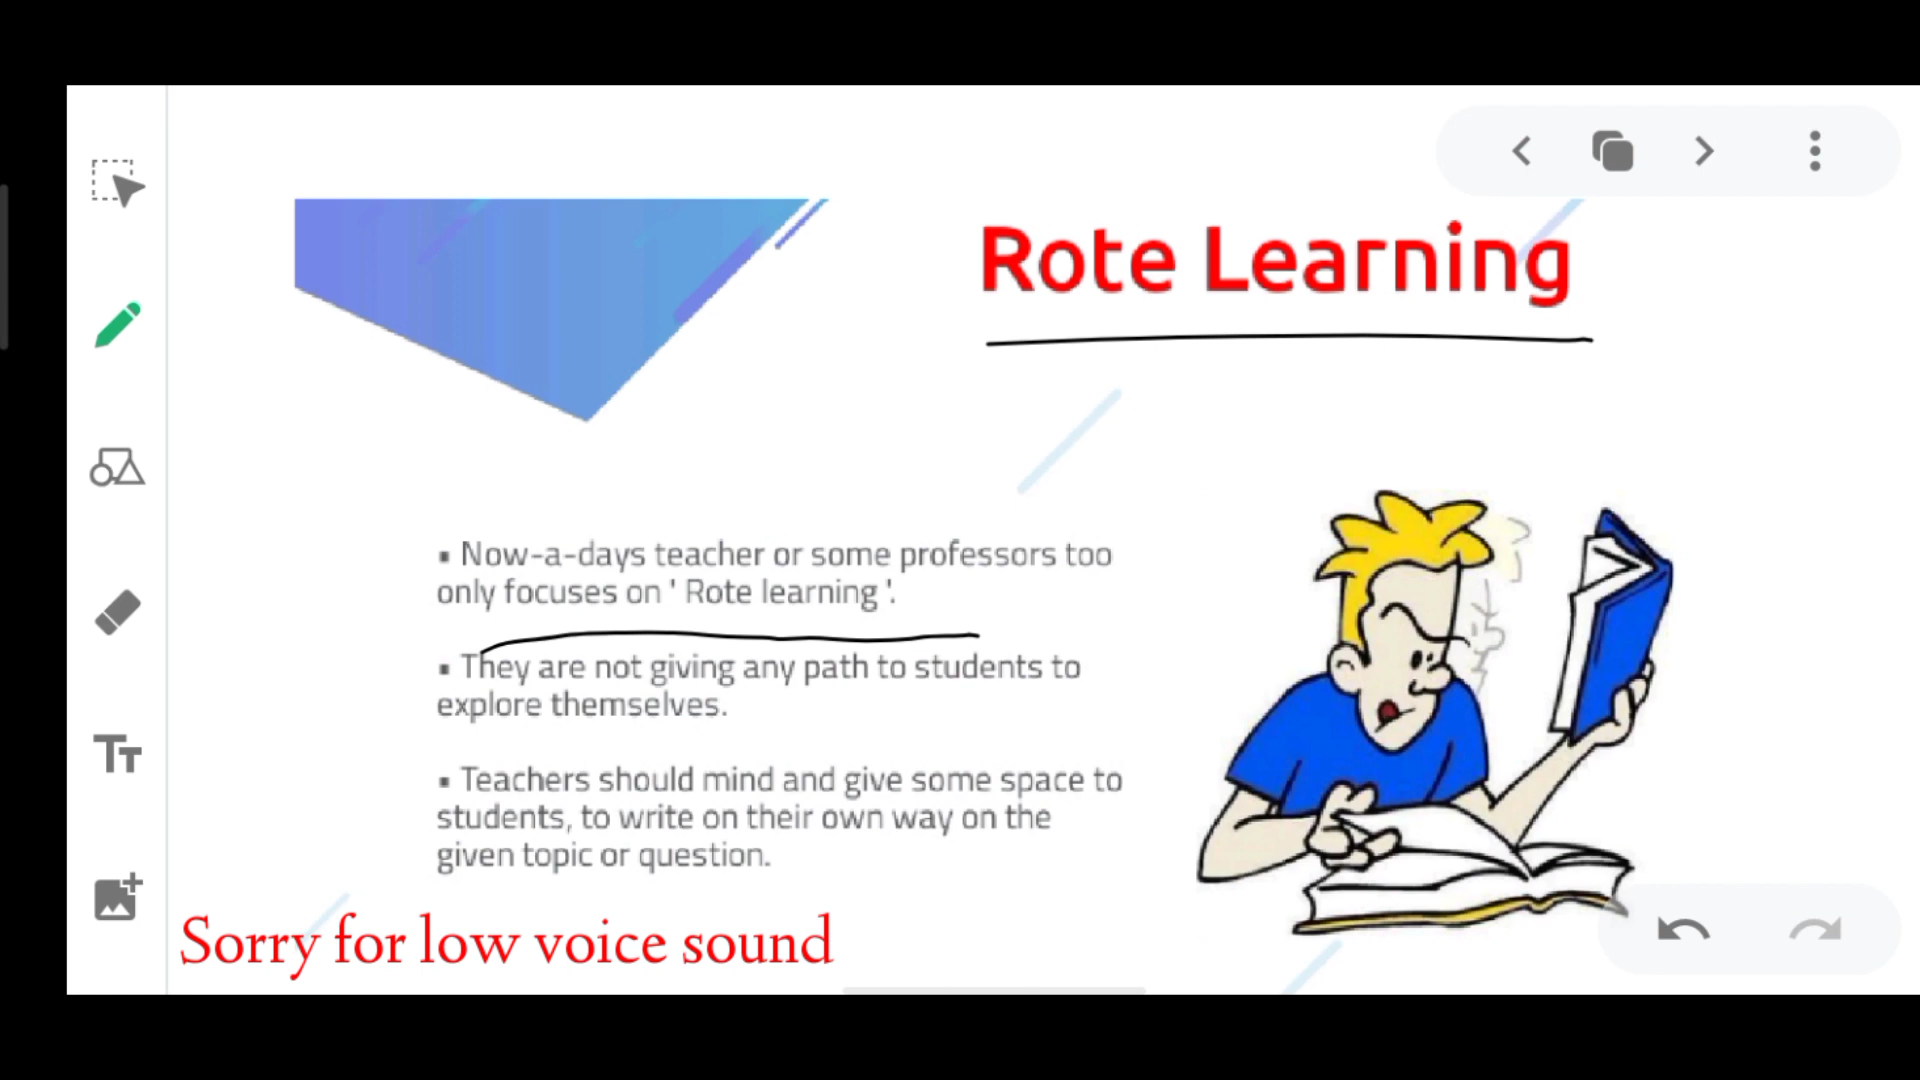 Rote Learning
▪ Now-a-days teacher or some professors too
only focuses on ' Rote learning '.
▪ They are not giving any path to students to
explore themselves.
▪ Teachers should mind and give some space to
students, to write on their own way on the
given topic or question.
Sorry for low voice sound